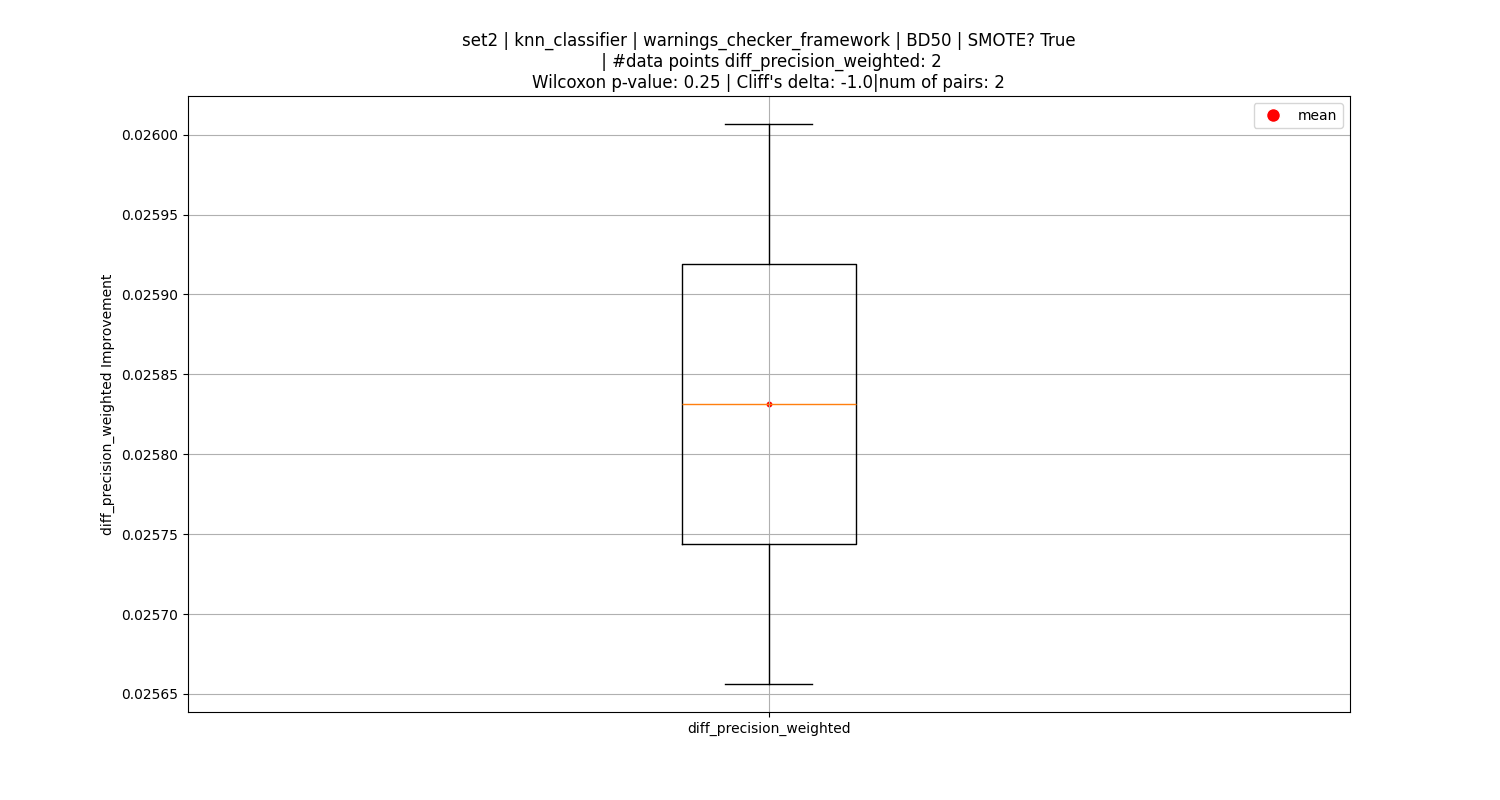 set2 | knn_classifier | warnings_checker_framework | BD50 | SMOTE? True
| #data points diff_precision_weighted: 2
Wilcoxon p-value: 0.25 | Cliff's delta: -1.0|num of pairs: 2
mean
0.02600
0.02595
0.02590
0.02585
0.02580
0.02575
0.02570
0.02565
diff_precision_weighted Improvement
diff_precision_weighted